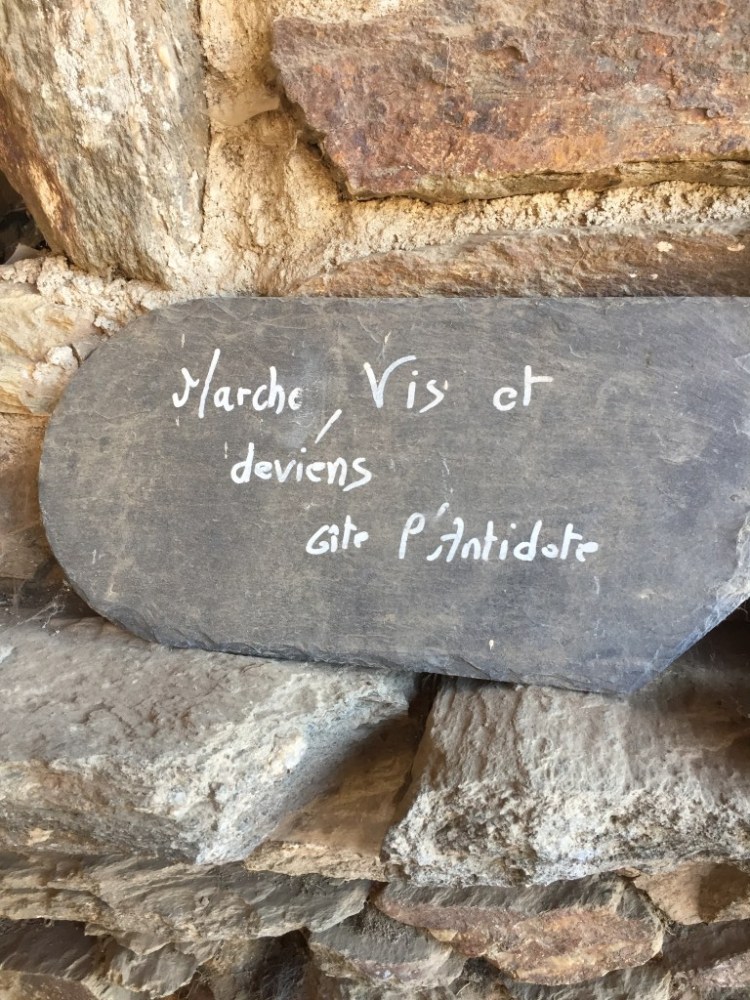 Marche, Vis et
deviens
Gîte l'Antidote